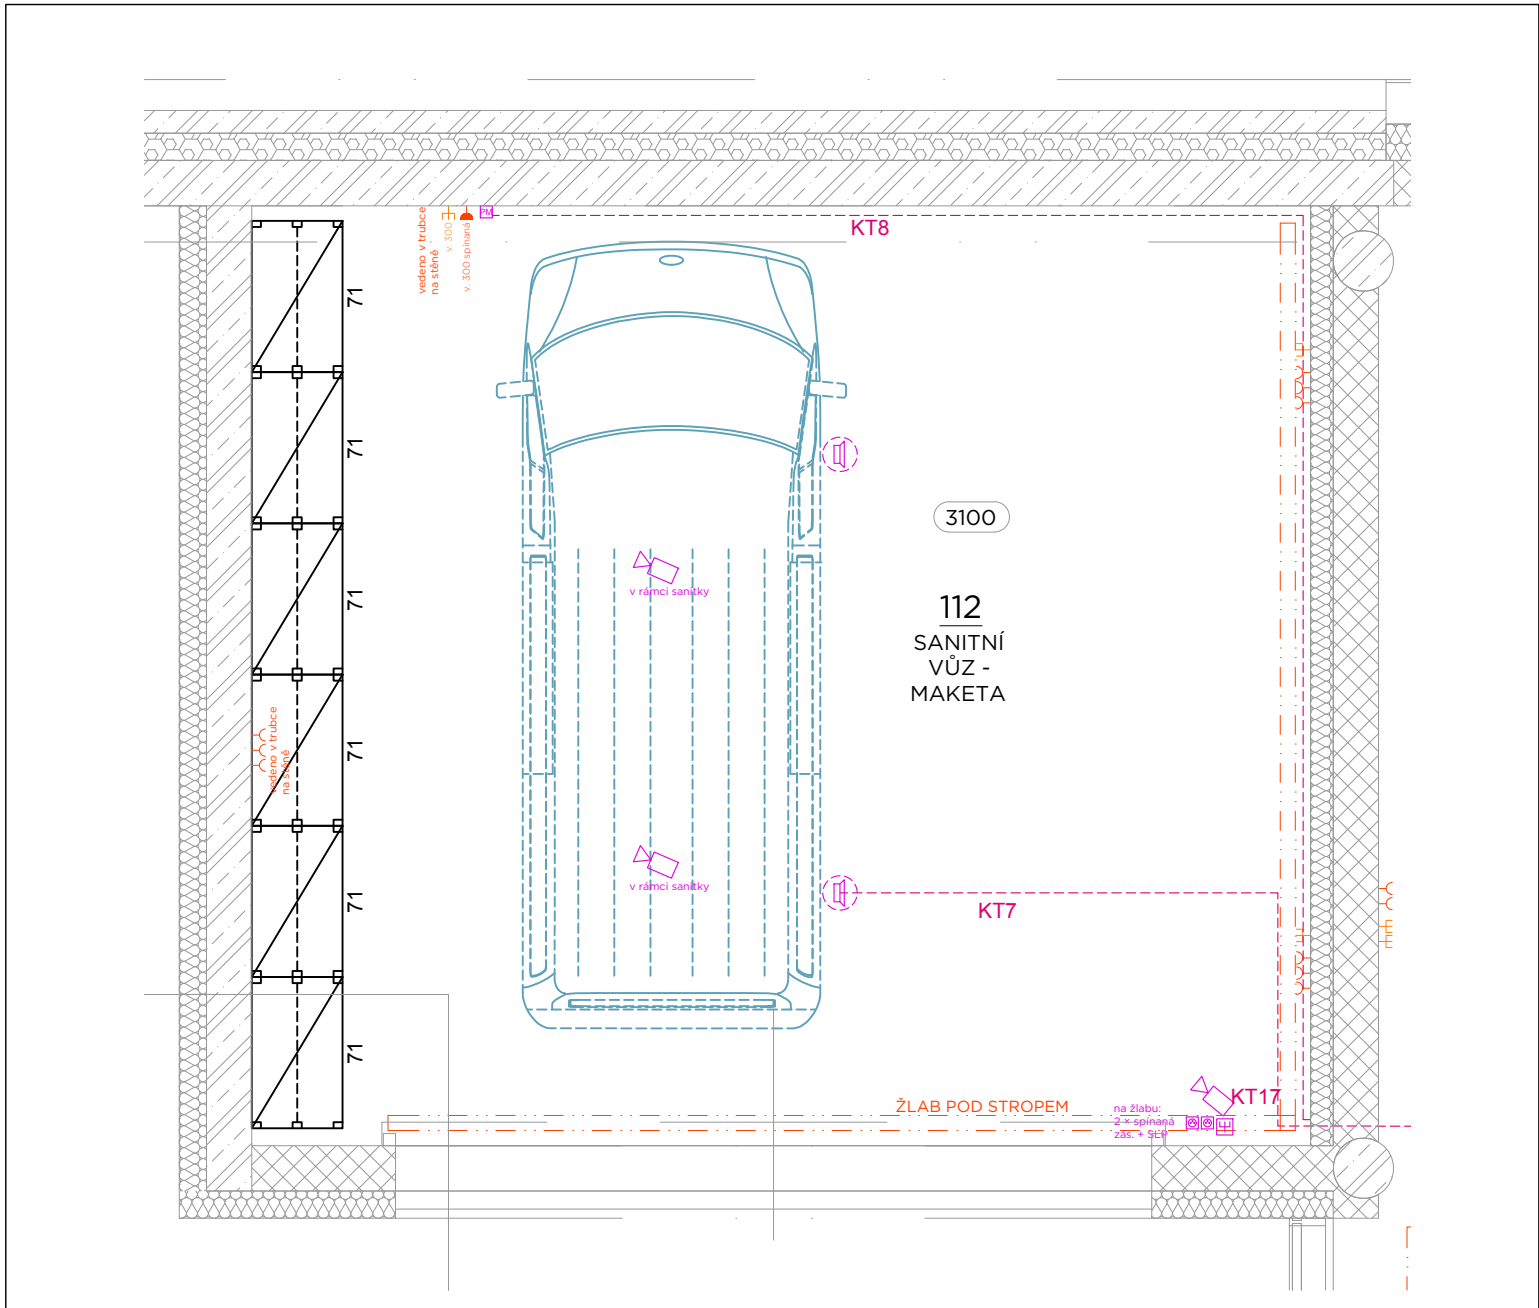 vedeno v trubce
na stěně
v. 300
v. 300 spínaná
PM
KT8
71
71
71
71
71
71
3100
112
SANITNÍ
VŮZ -
MAKETA
v rámci sanitky
vedeno v trubce
na stěně
v rámci sanitky
KT7
ŽLAB POD STROPEM
KT17
na žlabu:
2 × spínaná
zás. + SLP